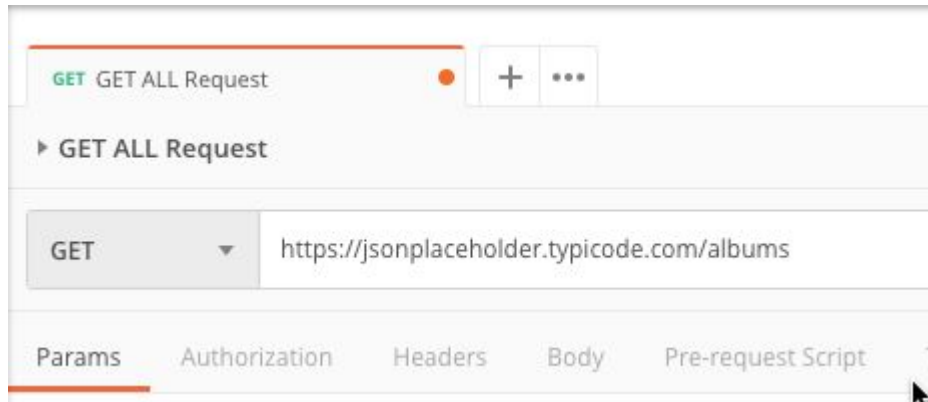 GET GET ALL Request
GET ALL Request
GET https://jsonplaceholder.typicode.com/albums
Params Authorization Headers Body Pre-request Script